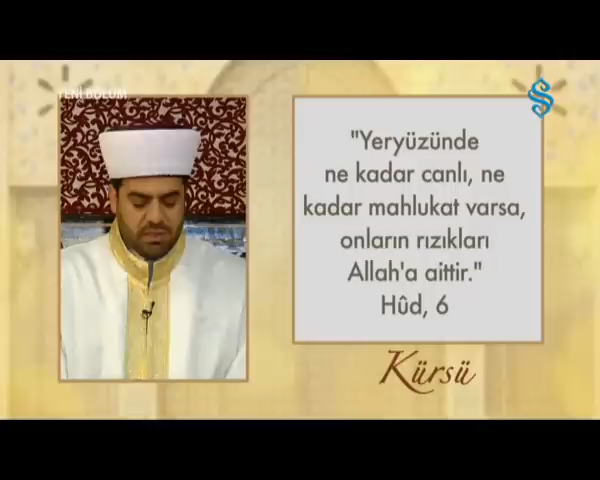 YENİ BÖLÜM
"Yeryüzünde
ne kadar canlı, ne
kadar mahlukat varsa,
onların rızıkları
Allah'a aittir."
Hûd, 6
Kürsü